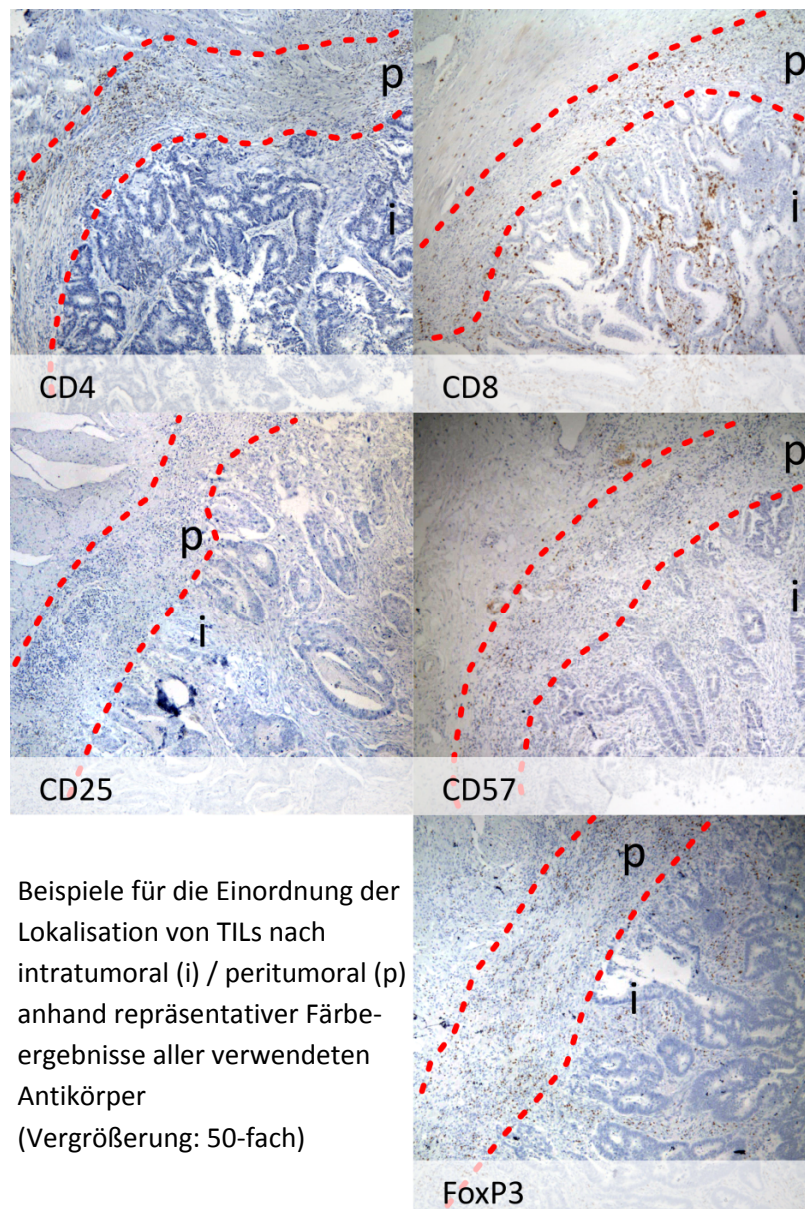 p
i
CD4
p
i
CD8
p
i
CD25
p
i
CD57
Beispiele für die Einordnung der
Lokalisation von TILs nach
intratumoral (i) / peritumoral (p)
anhand repräsentativer Färbe-
ergebnisse aller verwendeten
Antikörper
(Vergrößerung: 50-fach)
p
i
FoxP3